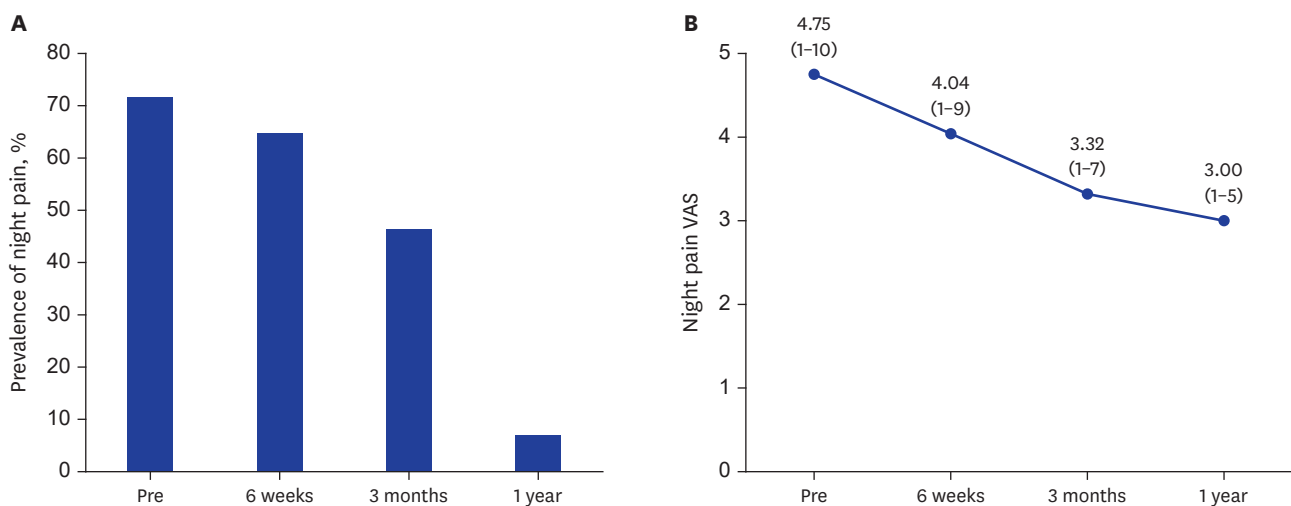 A
Prevalence of night pain, %
80
70
60
50
40
30
20
10
0
Pre
6 weeks
3 months
1 year
B
Night pain VAS
5
4
3
2
1
0
4.75
(1–10)
4.04
(1–9)
3.32
(1–7)
3.00
(1–5)
Pre
6 weeks
3 months
1 year